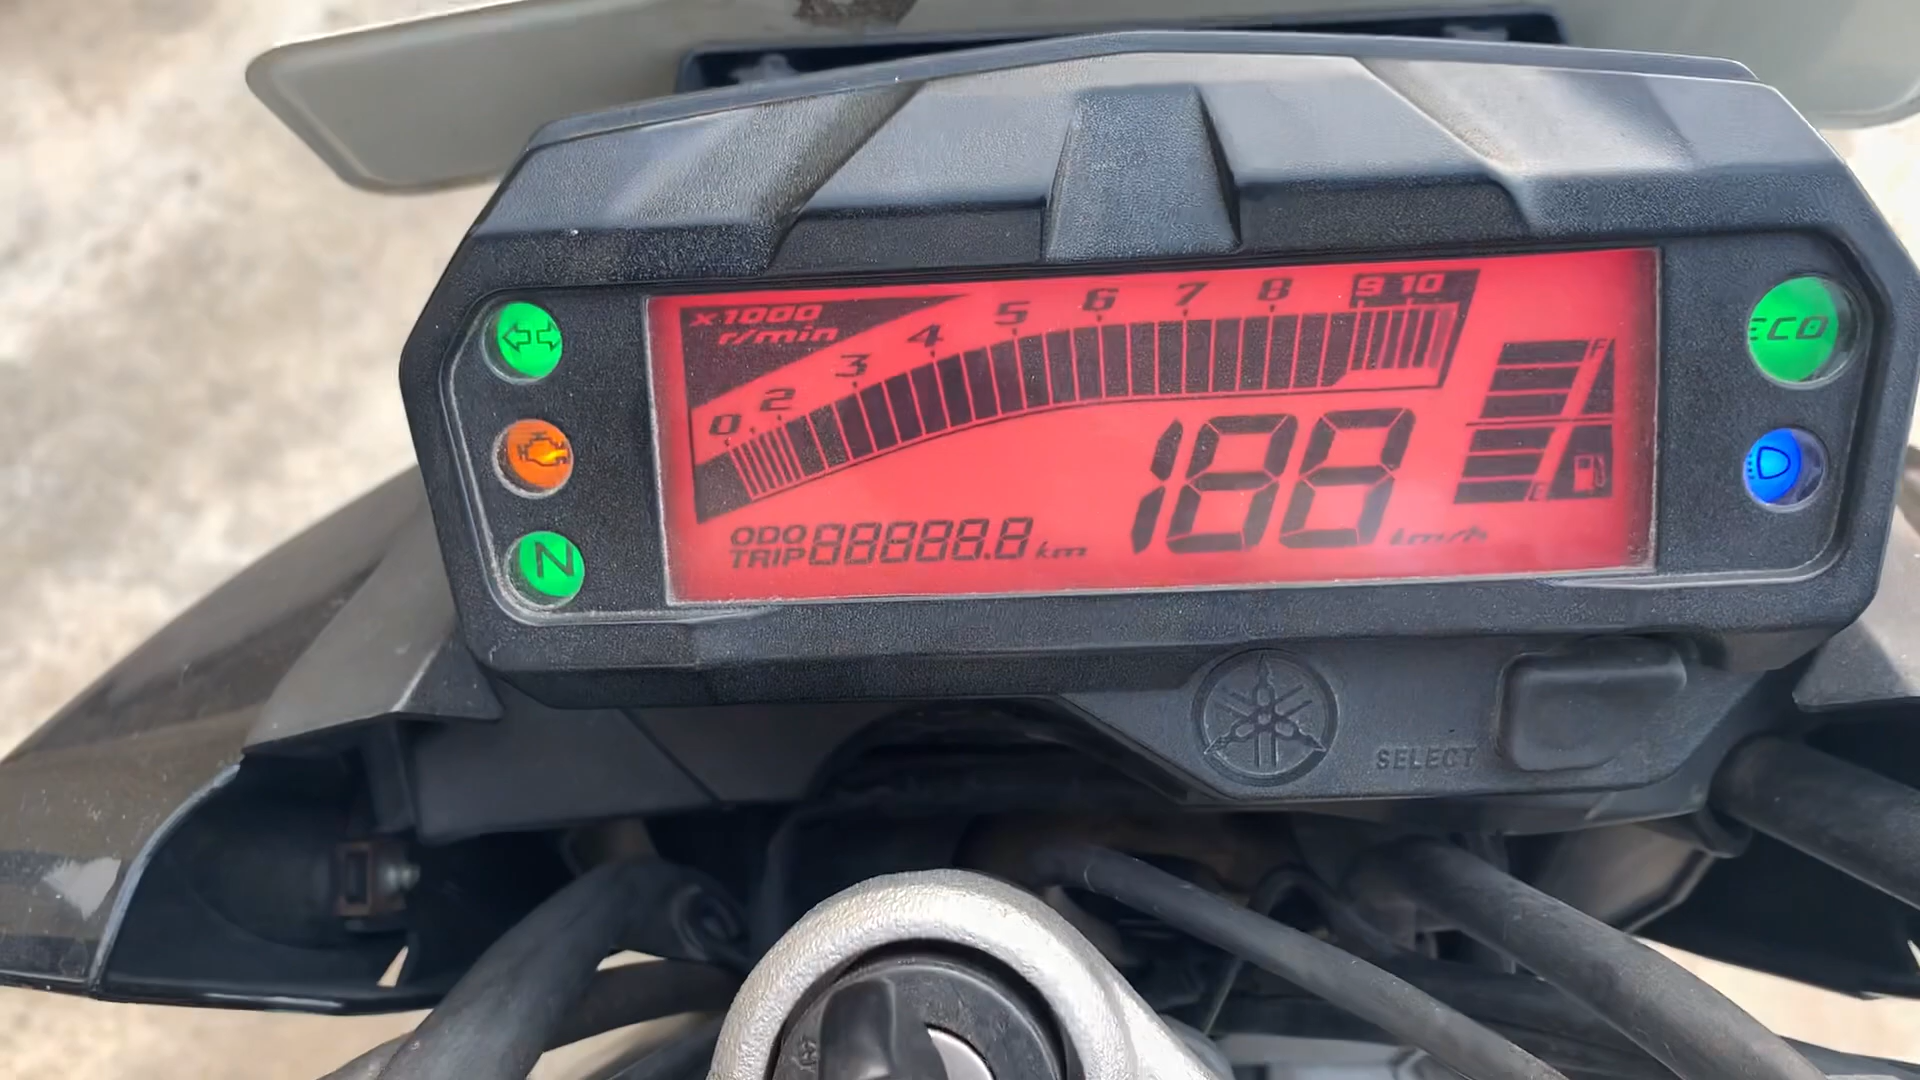 x1000
r/min
0 2 3 4 5 6 7 8 9 10
F
ECO
188
km/h
E
ODO
TRIP 88888.8 km
N
SELECT